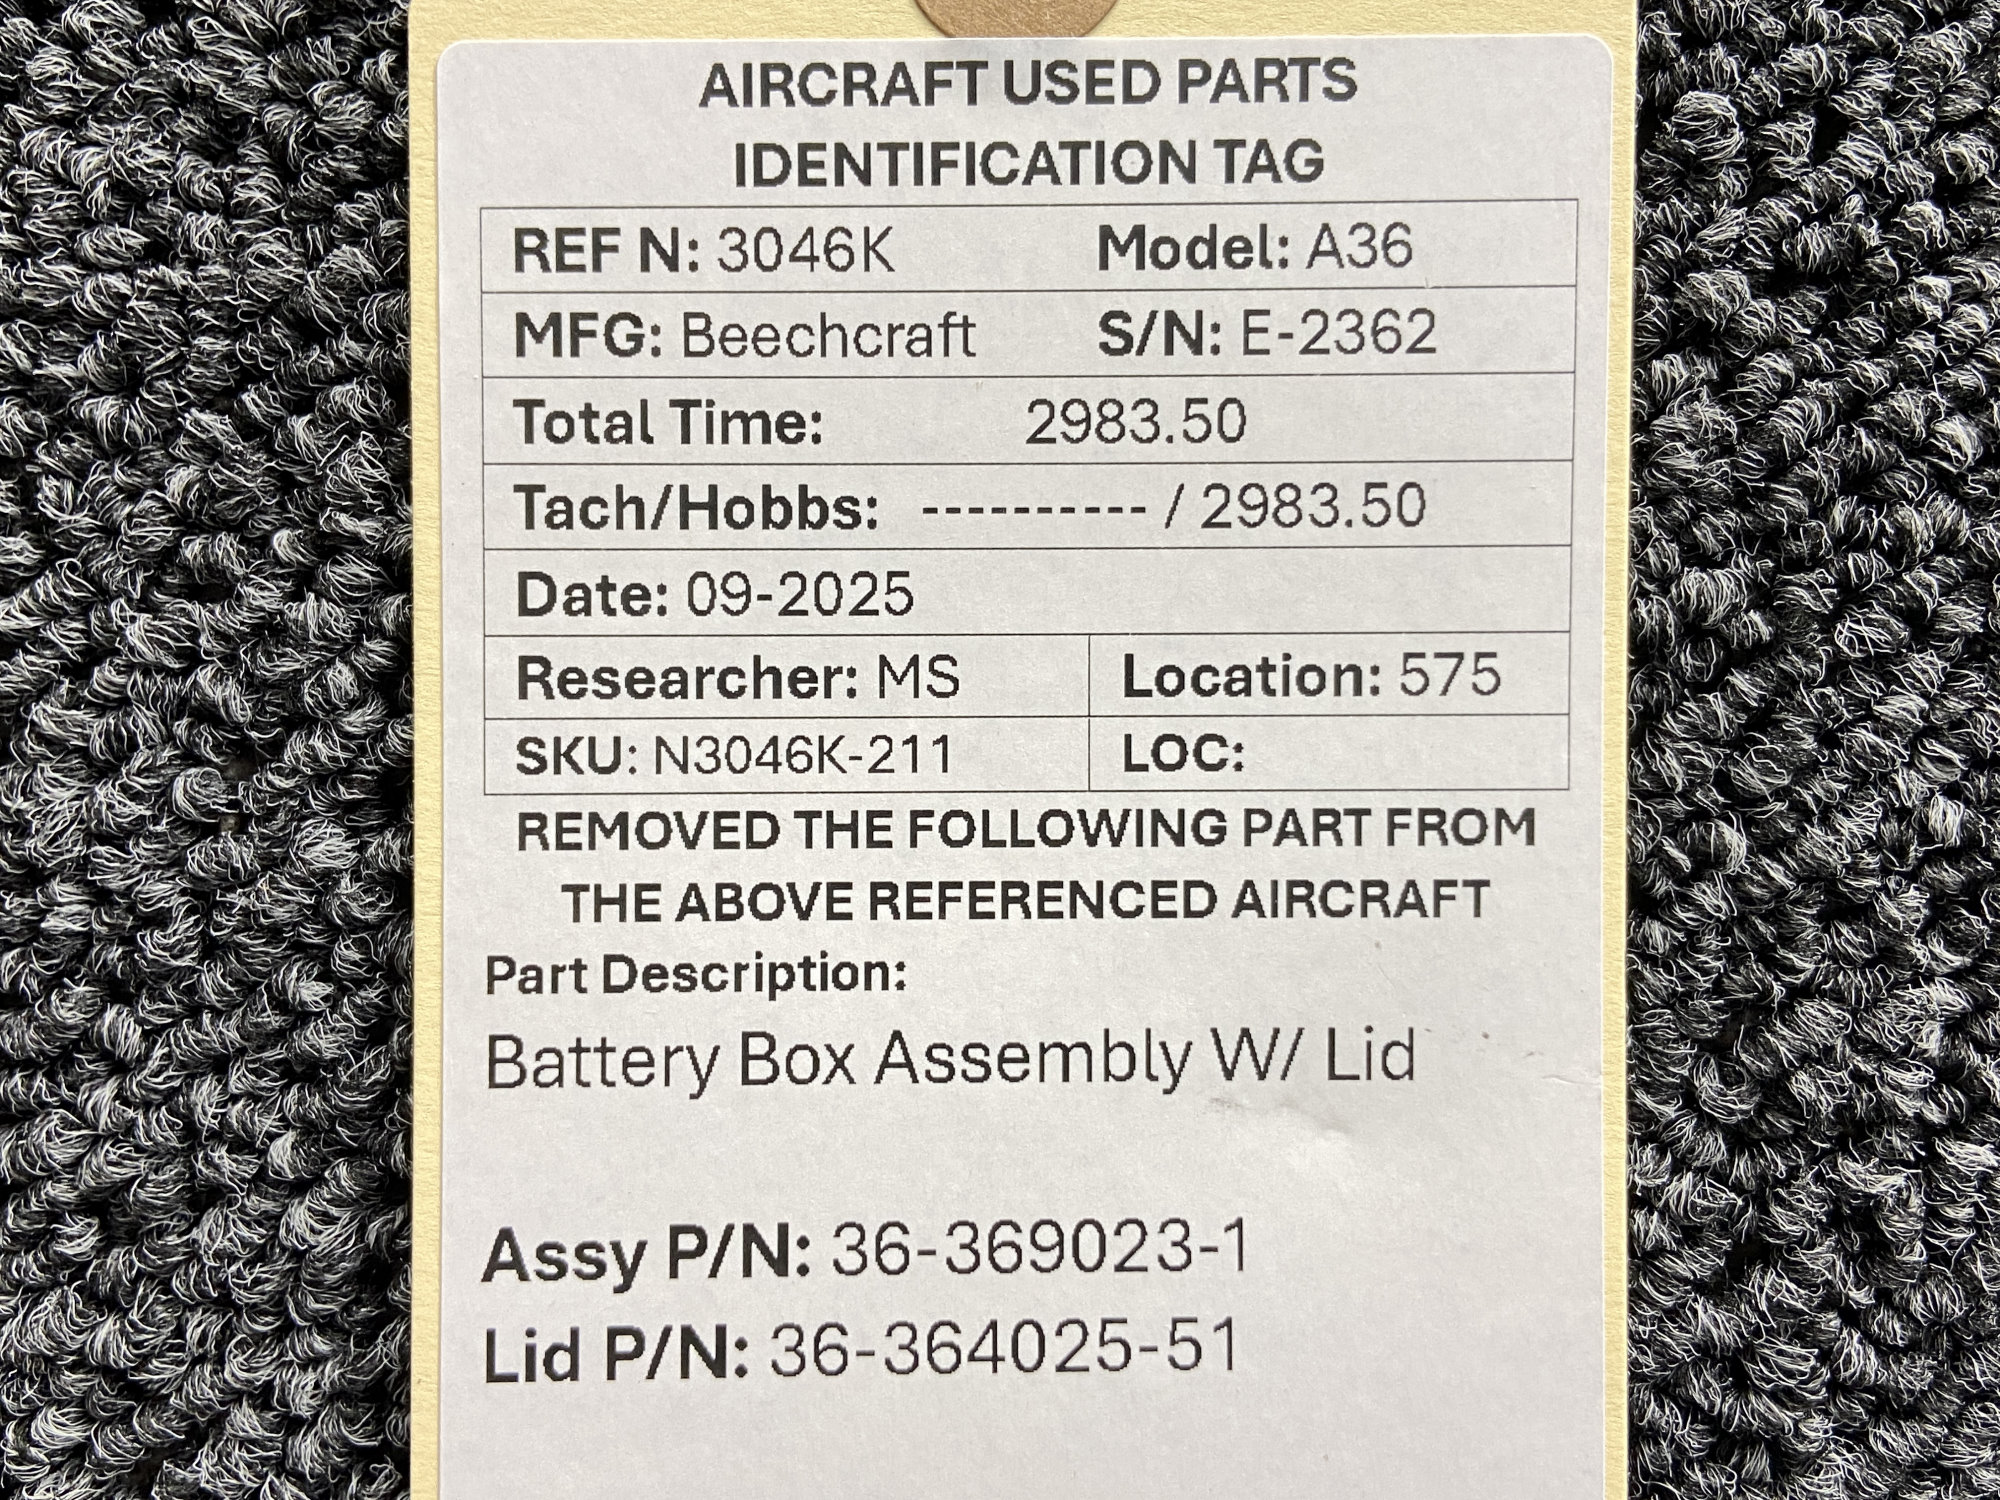 AIRCRAFT USED PARTS
IDENTIFICATION TAG
REF N: 3046K Model: A36
MFG: Beechcraft S/N: E-2362
Total Time: 2983.50
Tach/Hobbs: ---------- / 2983.50
Date: 09-2025
Researcher: MS Location: 575
SKU: N3046K-211 LOC:
REMOVED THE FOLLOWING PART FROM
THE ABOVE REFERENCED AIRCRAFT
Part Description:
Battery Box Assembly W/ Lid
Assy P/N: 36-369023-1
Lid P/N: 36-364025-51